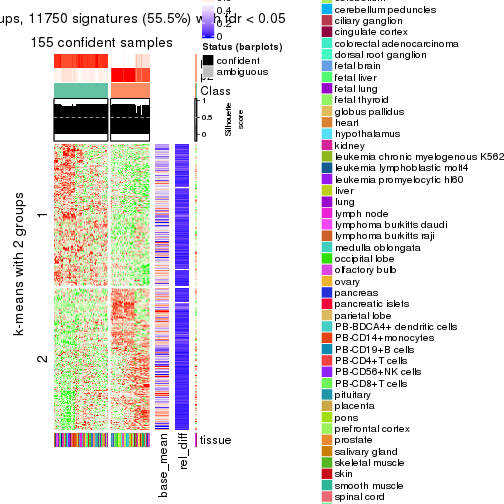 ups, 11750 signatures (55.5%) with fdr < 0.05
155 confident samples
0.4
0
Status (barplots)
confident
ambiguous
p2
Class
1
0.5
0
Silhouette
score
k-means with 2 groups
1
2
tissue
base_mean
rel_diff
cerebellum peduncles
ciliary ganglion
cingulate cortex
colorectal adenocarcinoma
dorsal root ganglion
fetal brain
fetal liver
fetal lung
fetal thyroid
globus pallidus
heart
hypothalamus
kidney
leukemia chronic myelogenous K562
leukemia lymphoblastic molt4
leukemia promyelocytic hl60
liver
lung
lymph node
lymphoma burkitts daudi
lymphoma burkitts raji
medulla oblongata
occipital lobe
olfactory bulb
ovary
pancreas
pancreatic islets
parietal lobe
PB-BDCA4+ dendritic cells
PB-CD14+monocytes
PB-CD19+B cells
PB-CD4+T cells
PB-CD56+NK cells
PB-CD8+T cells
pituitary
placenta
pons
prefrontal cortex
prostate
salivary gland
skeletal muscle
skin
smooth muscle
spinal cord